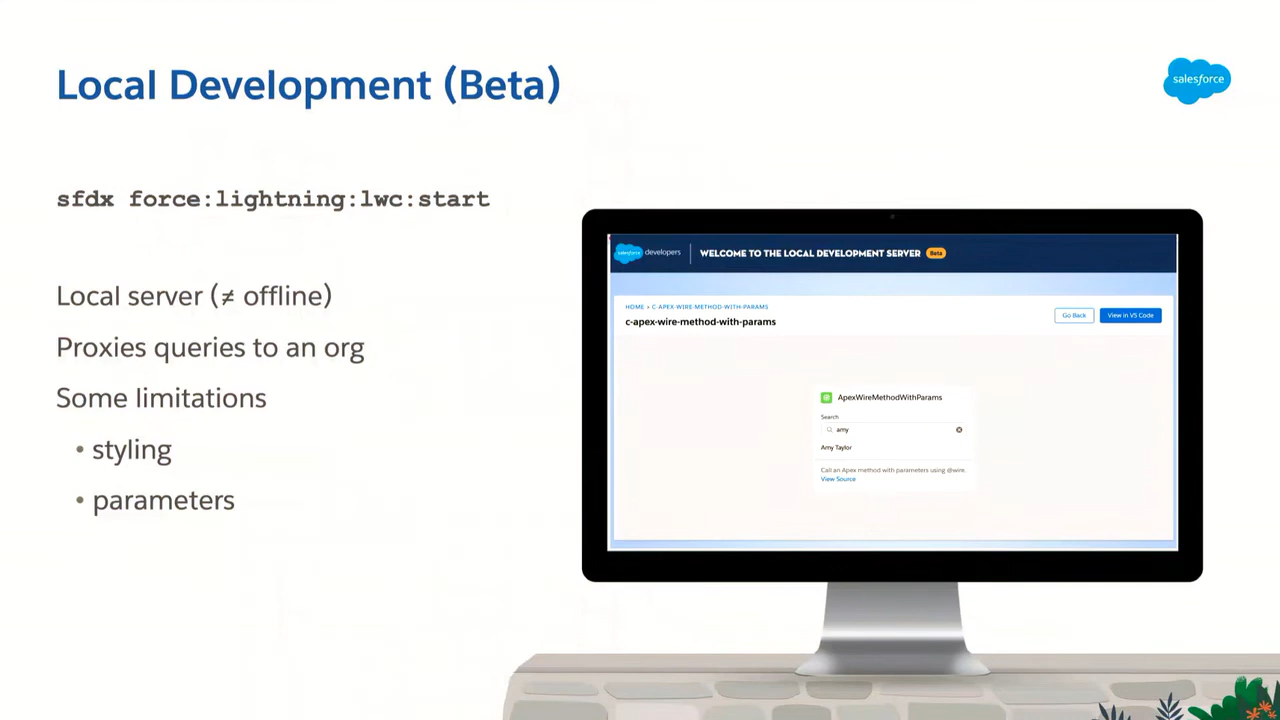 Local Development (Beta)
salesforce
sfdx force:lightning:lwc:start
Local server (≠ offline)
Proxies queries to an org
Some limitations
• styling
• parameters
salesforce developers WELCOME TO THE LOCAL DEVELOPMENT SERVER Beta
HOME > C-APEX-WIRE-METHOD-WITH-PARAMS
c-apex-wire-method-with-params
Go Back View in VS Code
ApexWireMethodWithParams
Search
amy
Amy Taylor
Call an Apex method with parameters using @wire.
View Source